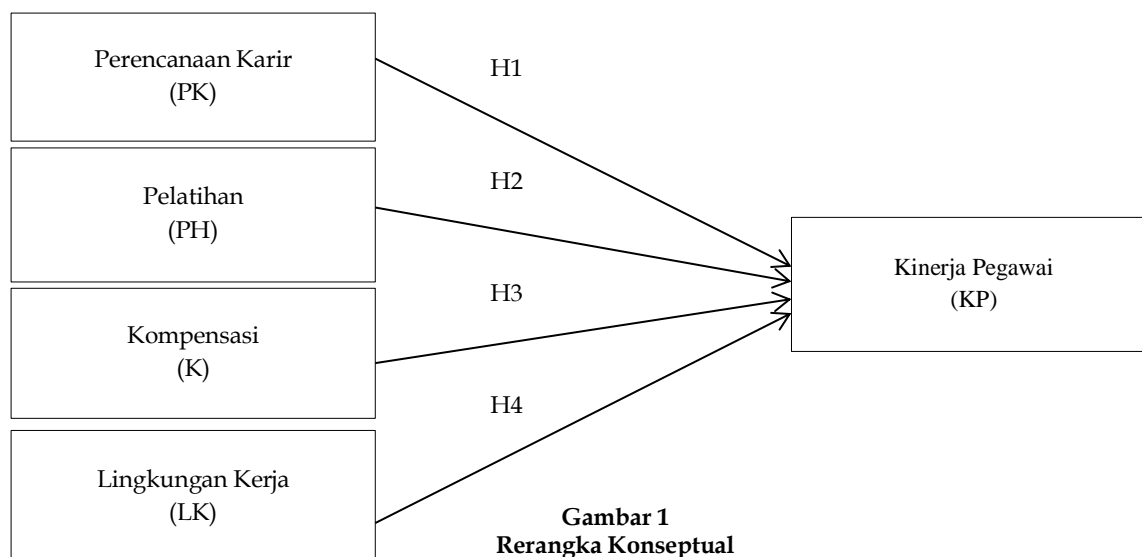 Perencanaan Karir
(PK)
H1
Pelatihan
(PH)
H2
Kompensasi
(K)
H3
Lingkungan Kerja
(LK)
H4
Kinerja Pegawai
(KP)
Gambar 1
Rerangka Konseptual